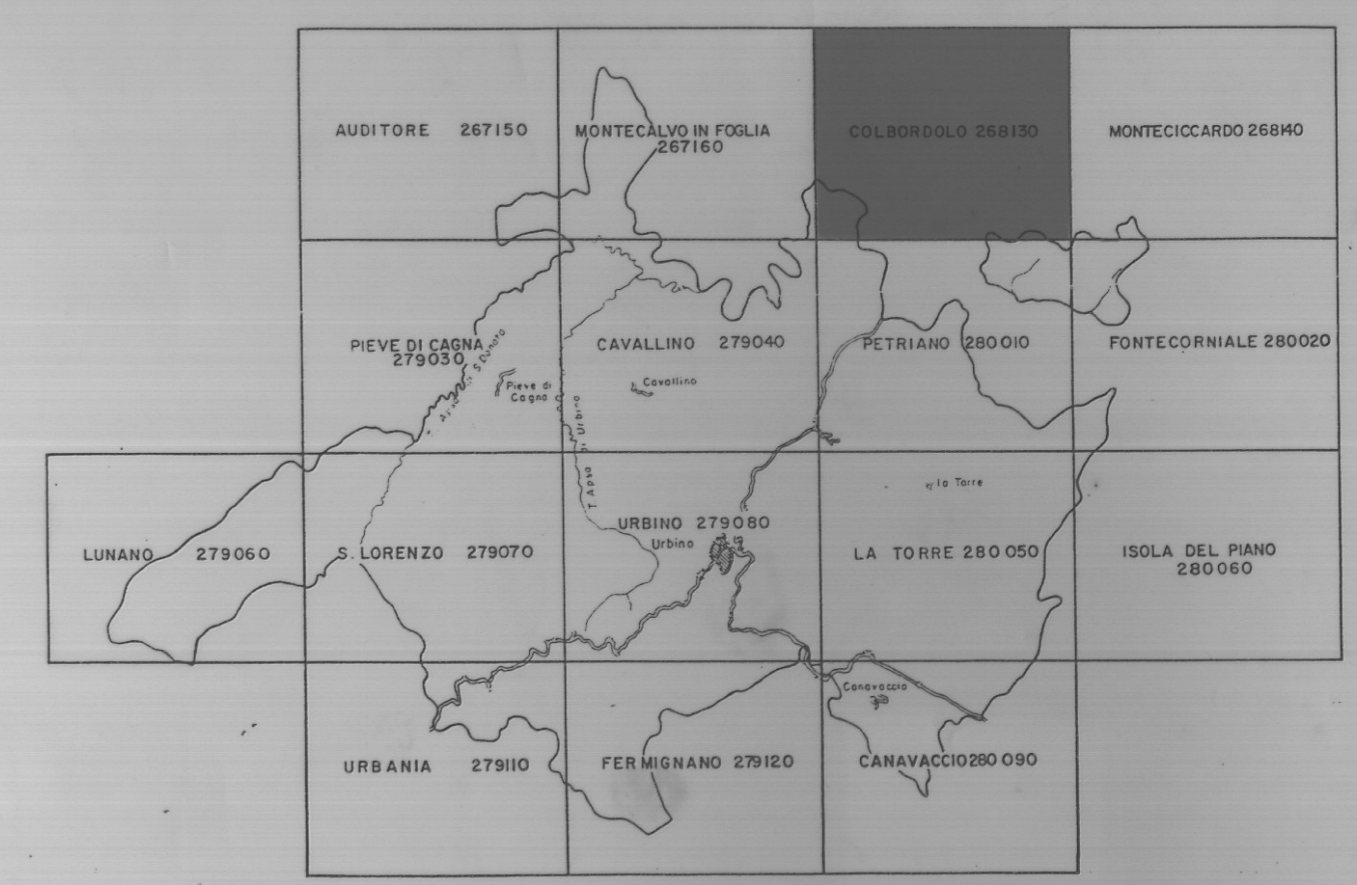 AUDITORE 267150
MONTECALVO IN FOGLIA
267160
COLBORDOLO 268130
MONTECICCARDO 268140
PIEVE DI CAGNA
279030
CAVALLINO 279040
PETRIANO 280010
FONTECORNIALE 280020
S. Donato
Pieve di
Cagna
Cavallino
T. Apsa di Urbino
la Torre
LUNANO 279060
S. LORENZO 279070
URBINO 279080
Urbino
LA TORRE 280050
ISOLA DEL PIANO
280060
Canavaccio
URBANIA 279110
FERMIGNANO 279120
CANAVACCIO 280090